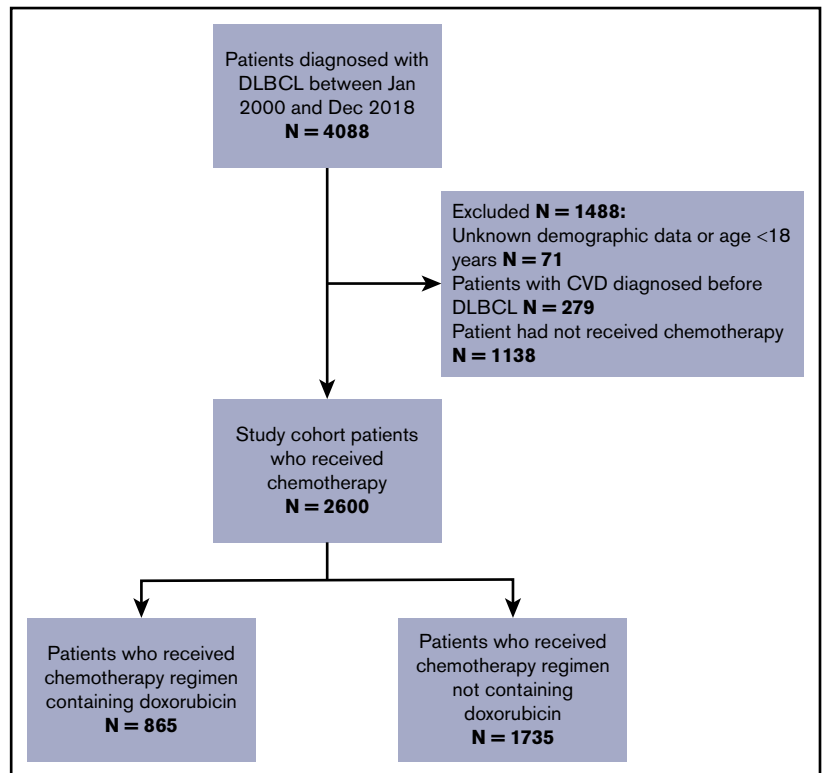 Patients diagnosed with
DLBCL between Jan
2000 and Dec 2018
N = 4088
Excluded N = 1488:
Unknown demographic data or age <18
years N = 71
Patients with CVD diagnosed before
DLBCL N = 279
Patient had not received chemotherapy
N = 1138
Study cohort patients
who received
chemotherapy
N = 2600
Patients who received
chemotherapy regimen
containing doxorubicin
N = 865
Patients who received
chemotherapy regimen
not containing
doxorubicin
N = 1735